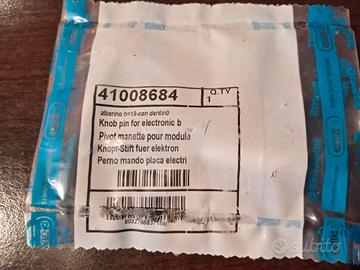 41008684
Q.TY
1
alberino h=19-con dentino
Knob pin for electronic b
Pivot manette pour module
Knopf-Stift fuer elektron
Perno mando placa electri
subito